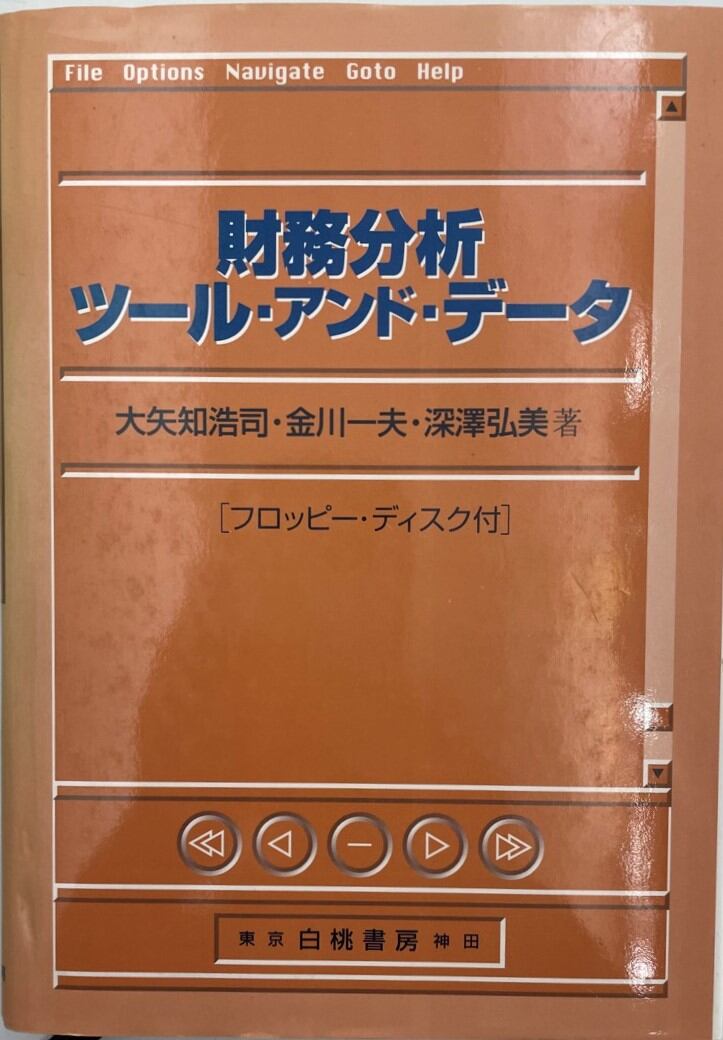 File Options Navigate Goto Help
財務分析
ツール・アンド・データ
大矢知浩司・金川一夫・深澤弘美著
[フロッピー・ディスク付]
東京 白桃書房 神田